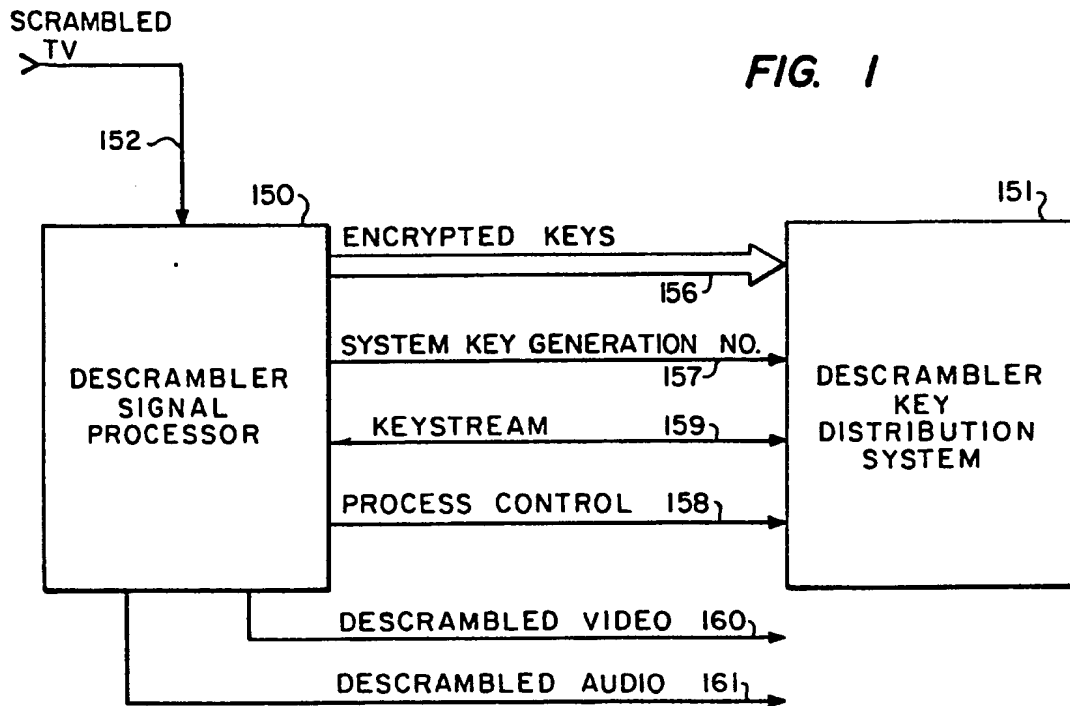 SCRAMBLED
TV
FIG. 1
152
150
151
ENCRYPTED KEYS
156
SYSTEM KEY GENERATION NO.
157
DESCRAMBLER
SIGNAL
PROCESSOR
DESCRAMBLER
KEY
DISTRIBUTION
SYSTEM
KEYSTREAM 159
PROCESS CONTROL 158
DESCRAMBLED VIDEO 160
DESCRAMBLED AUDIO 161